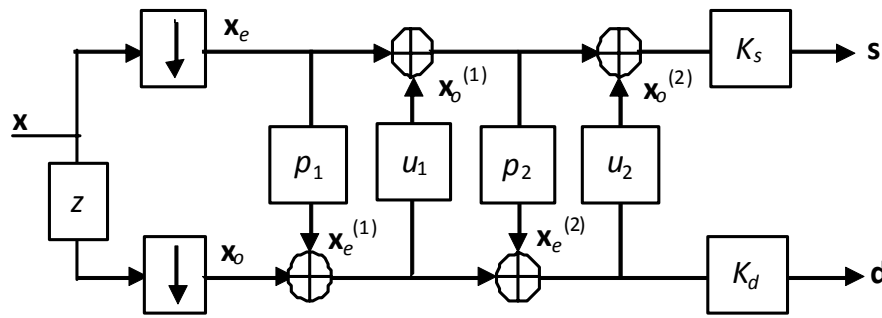 x
z
x_e
x_o
p_1
x_e^(1)
u_1
x_o^(1)
p_2
x_e^(2)
u_2
x_o^(2)
K_s
s
K_d
d